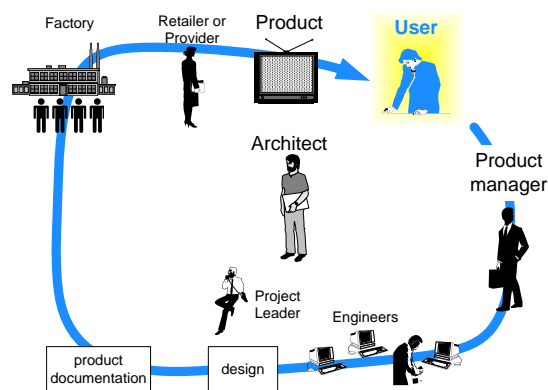 Factory
Retailer or
Provider
Product
User
Architect
Product
manager
Project
Leader
Engineers
product
documentation
design